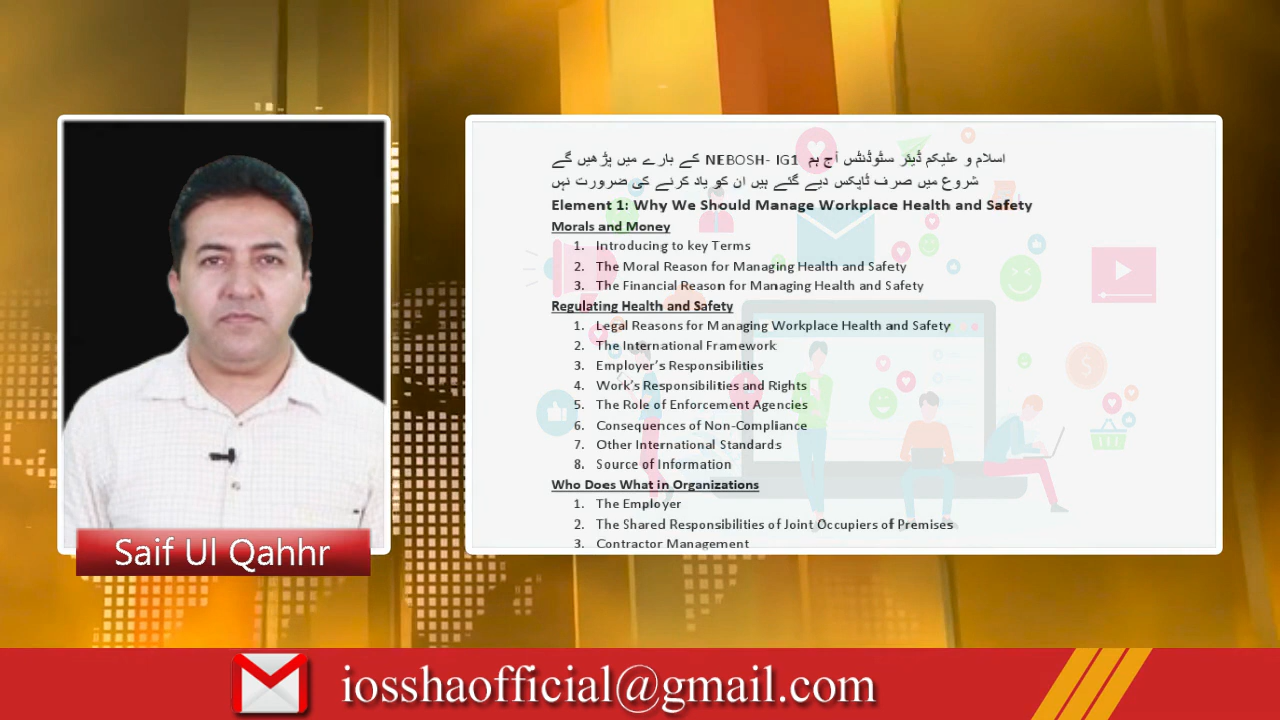 اسلام و علیکم ڈیئر سٹوڈنٹس آج ہم NEBOSH- IG1 کے بارے میں پڑھیں گے
شروع میں صرف ٹاپکس دیے گئے ہیں ان کو یاد کرنے کی ضرورت نہں
Element 1: Why We Should Manage Workplace Health and Safety
Morals and Money
1. Introducing to key Terms
2. The Moral Reason for Managing Health and Safety
3. The Financial Reason for Managing Health and Safety
Regulating Health and Safety
1. Legal Reasons for Managing Workplace Health and Safety
2. The International Framework
3. Employer’s Responsibilities
4. Work’s Responsibilities and Rights
5. The Role of Enforcement Agencies
6. Consequences of Non-Compliance
7. Other International Standards
8. Source of Information
Who Does What in Organizations
1. The Employer
2. The Shared Responsibilities of Joint Occupiers of Premises
3. Contractor Management
Saif Ul Qahhr
iosshaofficial@gmail.com